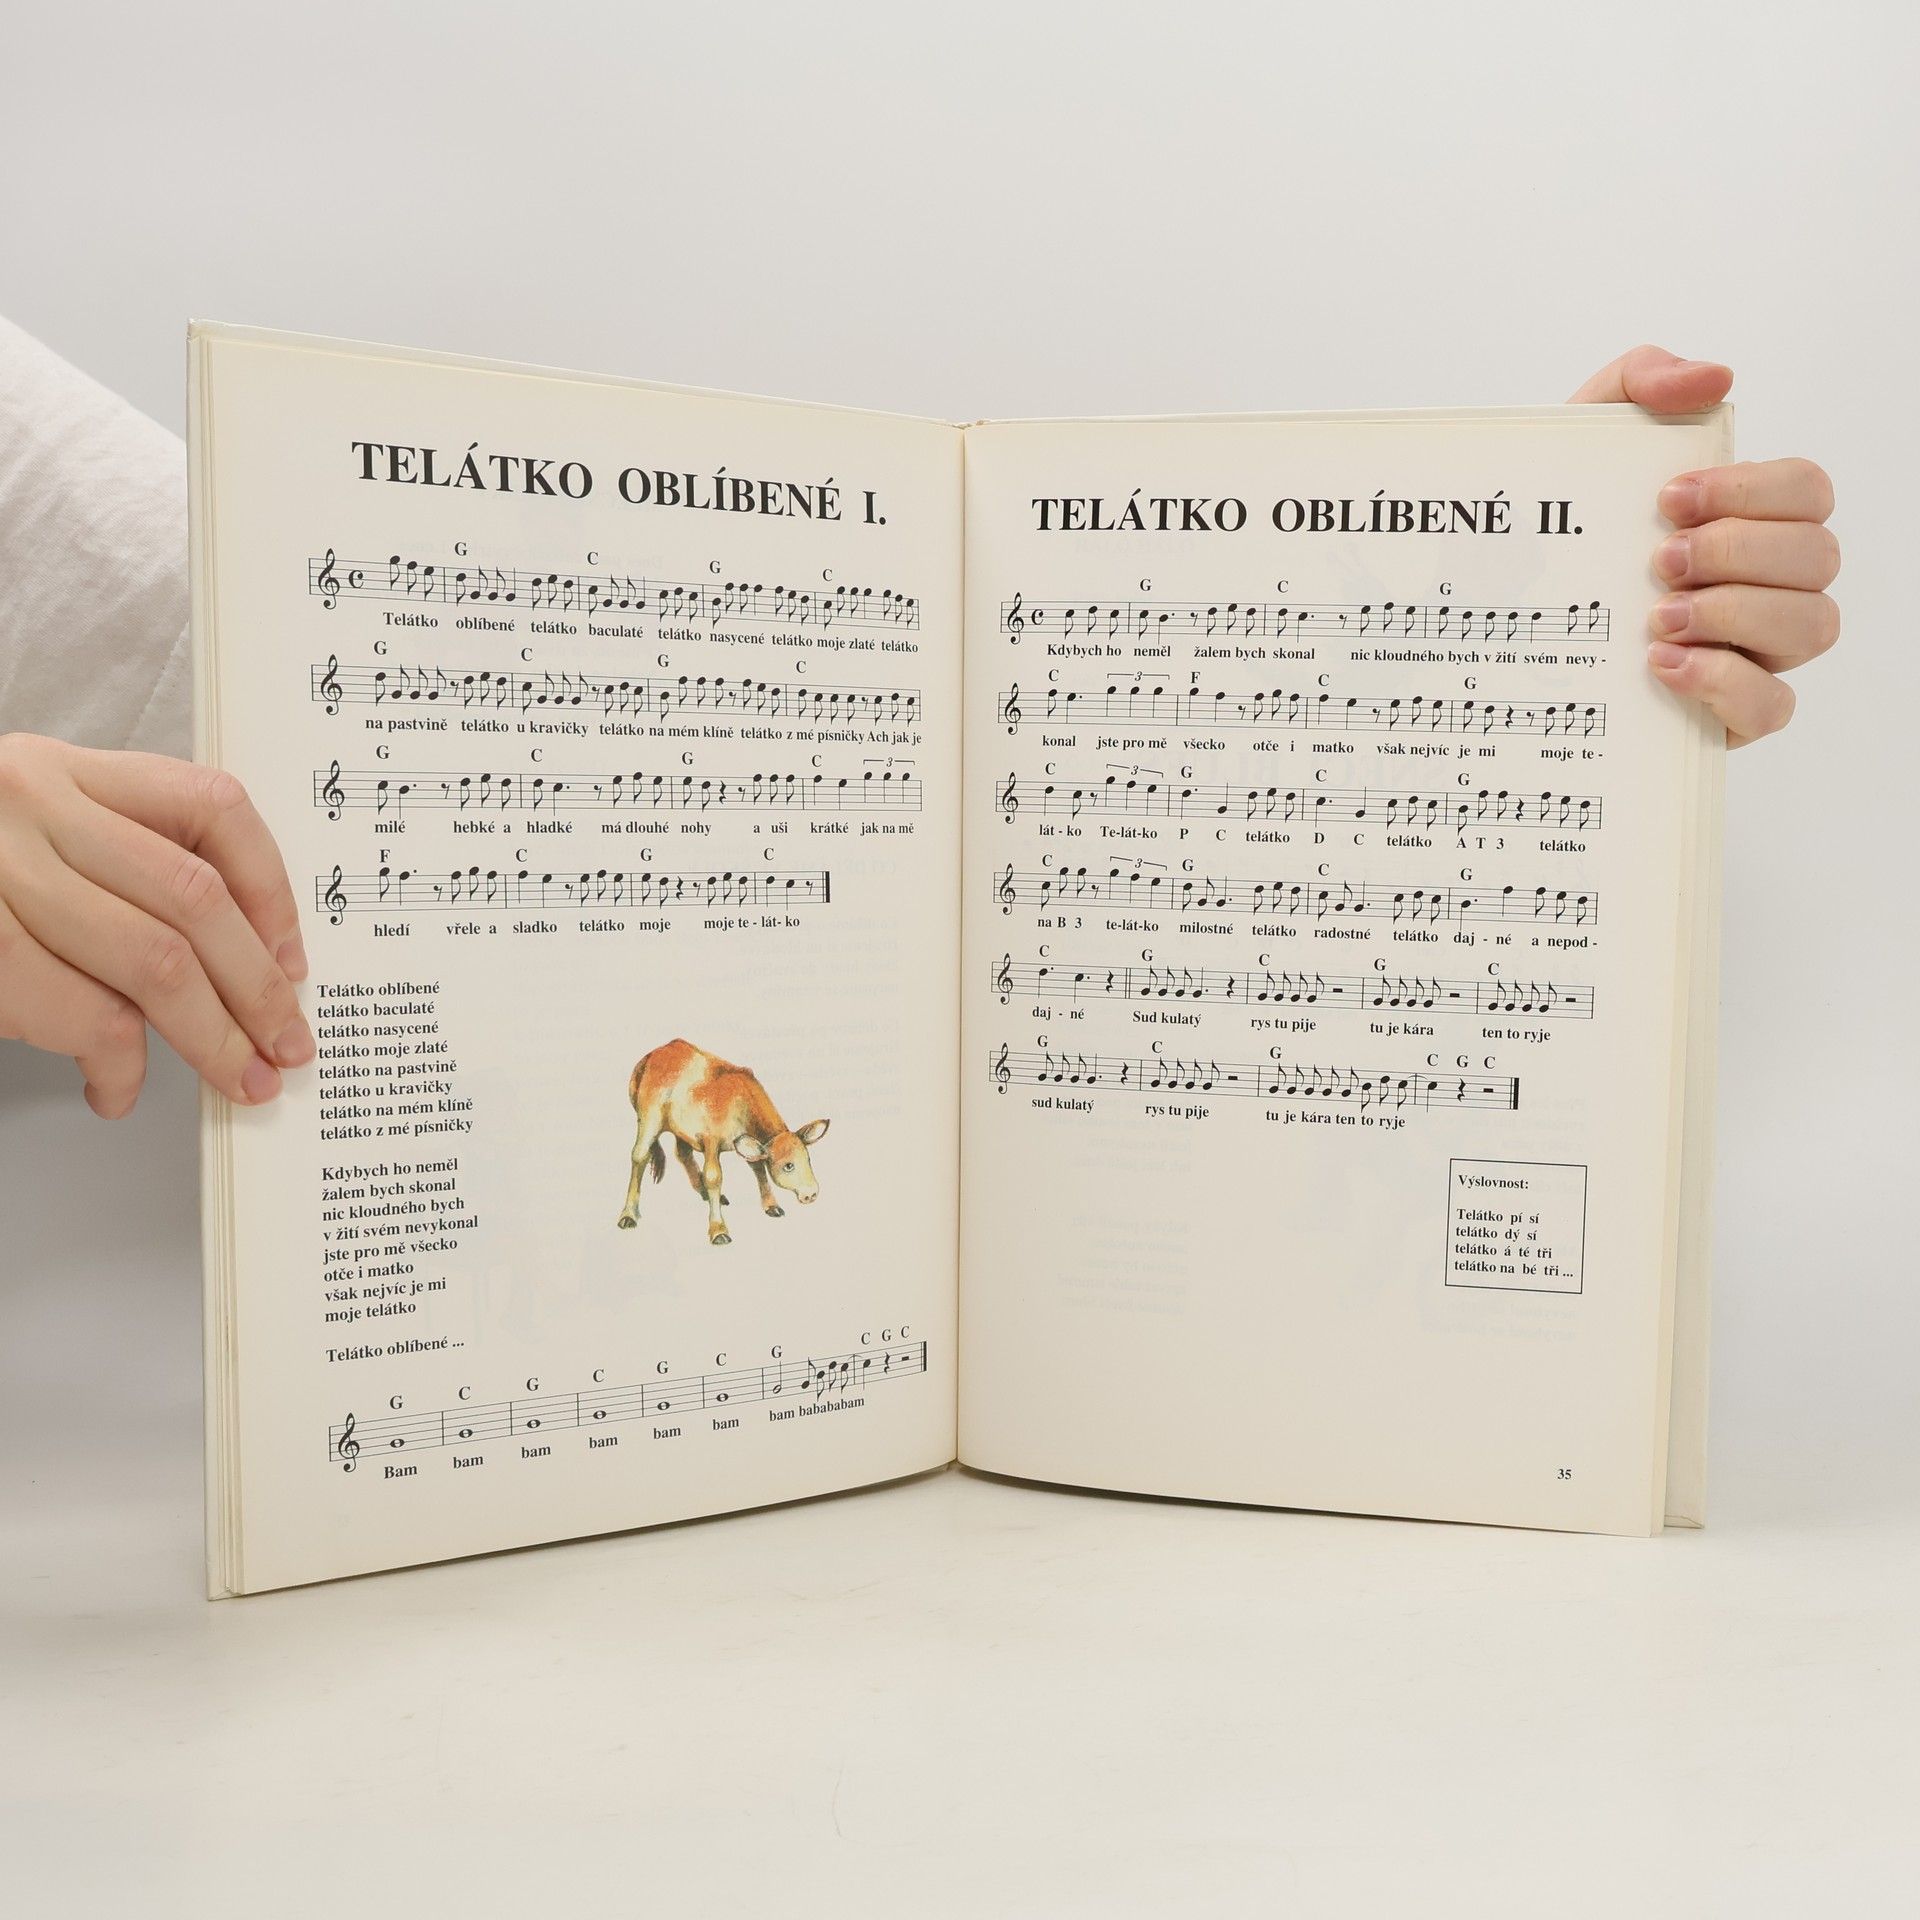 TELÁTKO OBLÍBENÉ I.
G C G C
Telátko oblíbené telátko baculaté telátko nasycené telátko moje zlaté telátko
G C G C
na pastvině telátko u kravičky telátko na mém klíně telátko z mé písničky Ach jak je
G C G C 3
milé hebké a hladké má dlouhé nohy a uši krátké jak na mě
F C G C
hledí vřele a sladko telátko moje moje te - lát - ko
Telátko oblíbené
telátko baculaté
telátko nasycené
telátko moje zlaté
telátko na pastvině
telátko u kravičky
telátko na mém klíně
telátko z mé písničky
Kdybych ho neměl
žalem bych skonal
nic kloudného bych
v žití svém nevykonal
jste pro mě všecko
otče i matko
však nejvíc je mi
moje telátko
Telátko oblíbené ...
G C G C G C G C G C
Bam bam bam bam bam bam bam babababam
TELÁTKO OBLÍBENÉ II.
G C G
Kdybych ho neměl žalem bych skonal nic kloudného bych v žití svém nevy -
C 3 F C G
konal jste pro mě všecko otče i matko však nejvíc je mi moje te -
C 3 G C G
lát - ko Te-lát-ko P C telátko D C telátko A T 3 telátko
C 3 G C G
na B 3 te-lát-ko milostné telátko radostné telátko daj - né a nepod -
C G C G C
daj - né Sud kulatý rys tu pije tu je kára ten to ryje
G C G C G C
sud kulatý rys tu pije tu je kára ten to ryje
Výslovnost:
Telátko pí sí
telátko dý sí
telátko á té tři
telátko na bé tři ...
35